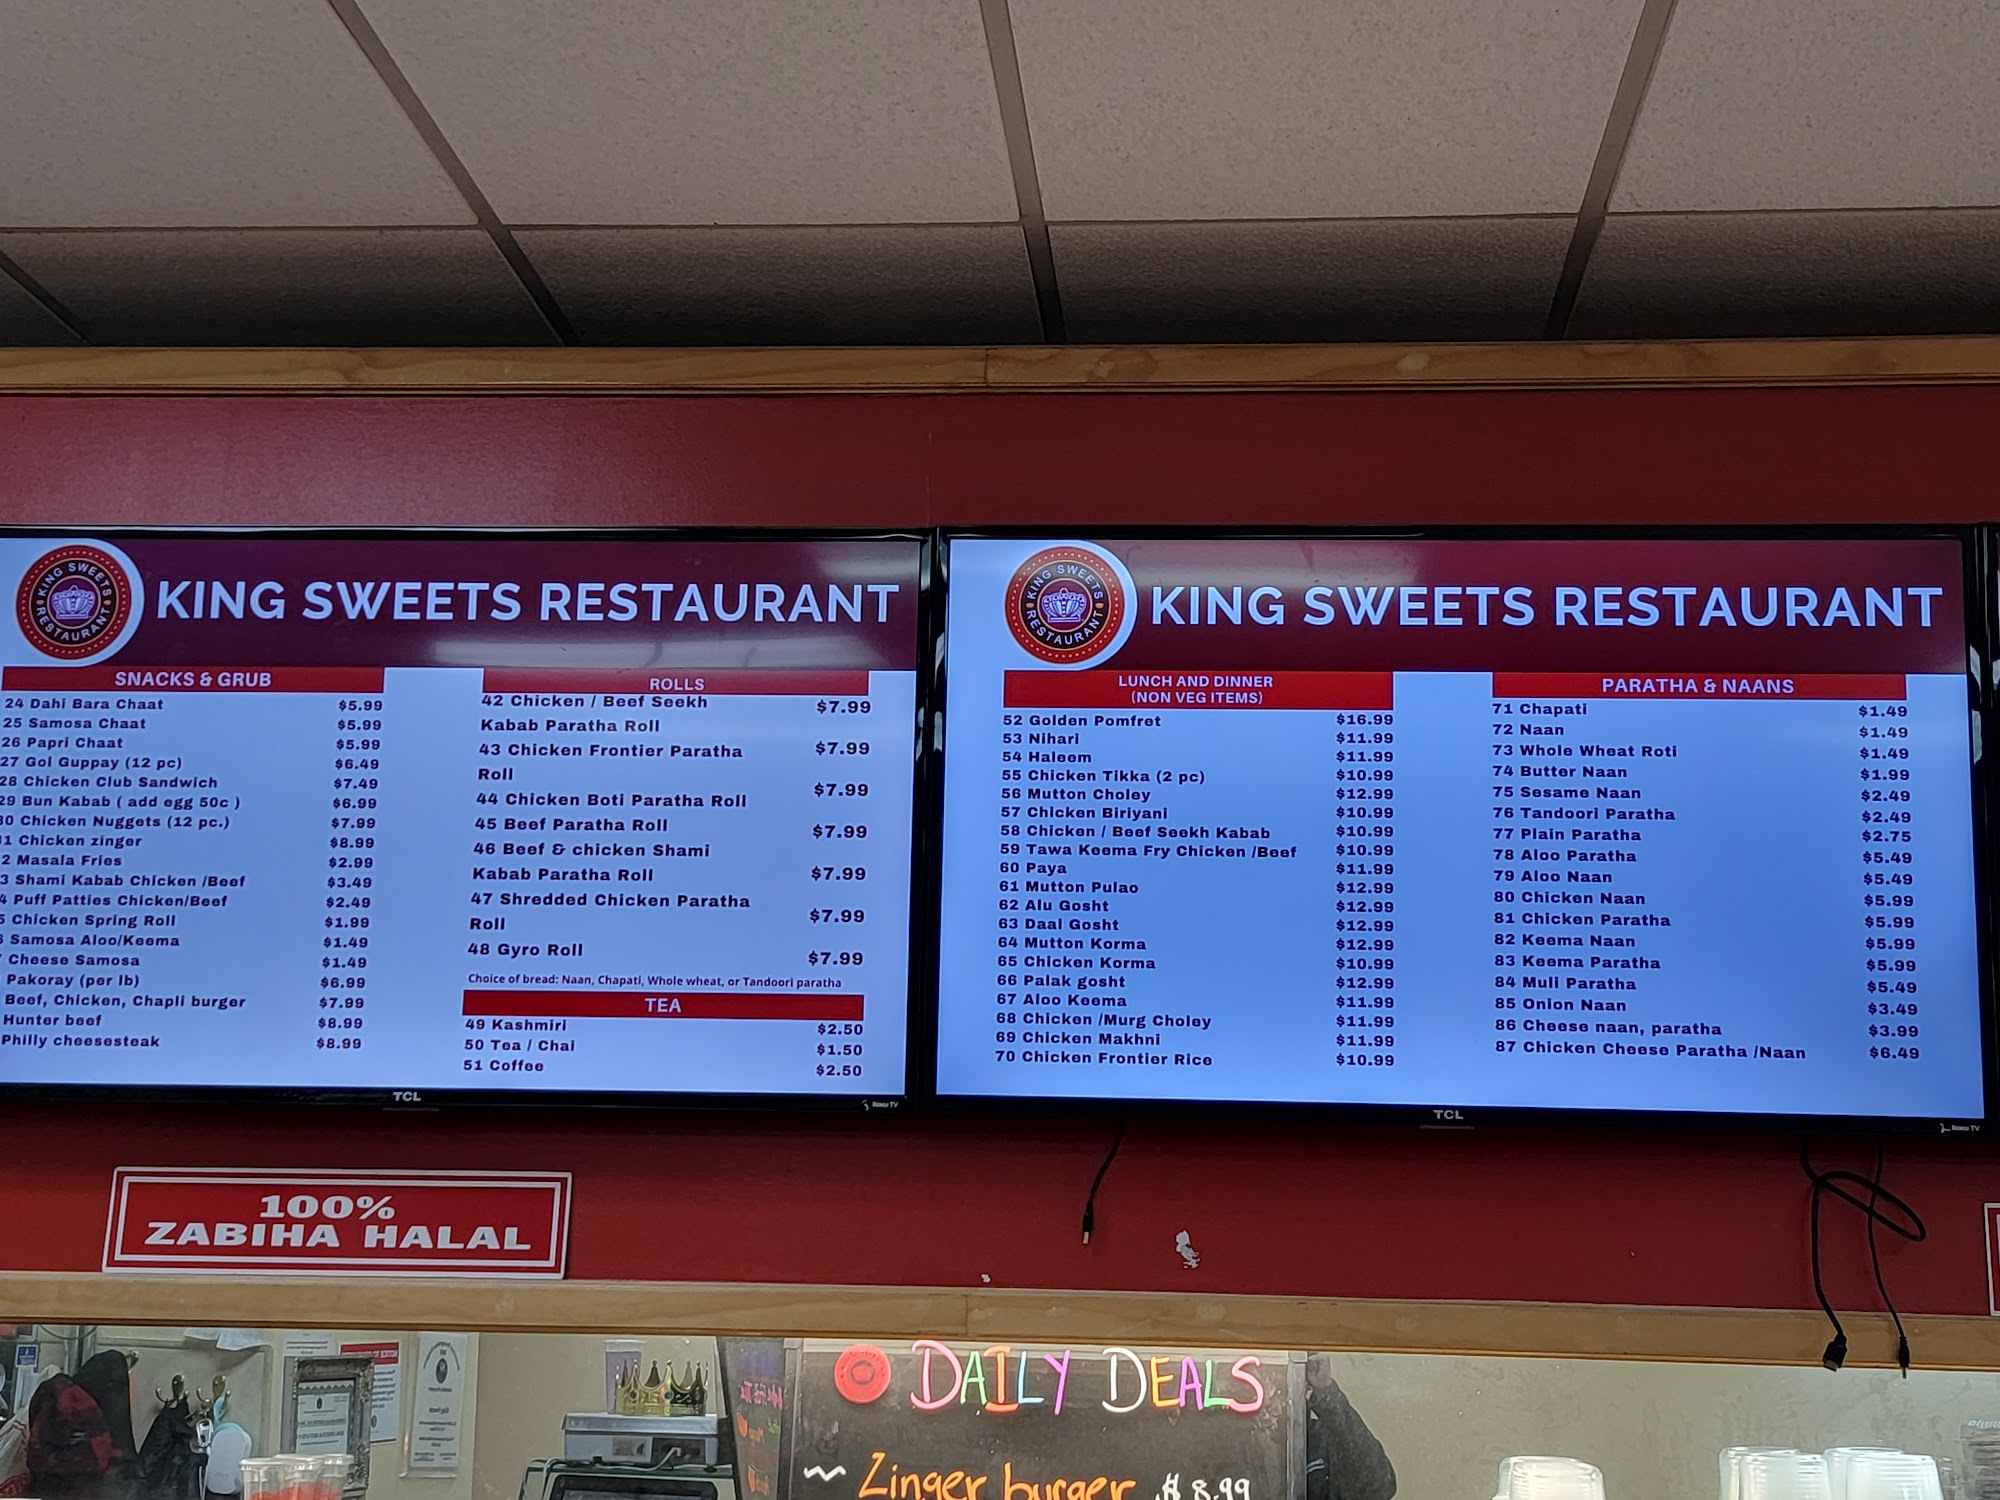 KING SWEETS RESTAURANT
KING SWEETS RESTAURANT
SNACKS & GRUB
24 Dahi Bara Chaat $5.99
25 Samosa Chaat $5.99
26 Papri Chaat $5.99
27 Gol Guppay (12 pc) $6.49
28 Chicken Club Sandwich $7.49
29 Bun Kabab ( add egg 50c ) $6.99
30 Chicken Nuggets (12 pc.) $7.99
1 Chicken zinger $8.99
2 Masala Fries $2.99
3 Shami Kabab Chicken /Beef $3.49
4 Puff Patties Chicken/Beef $2.49
5 Chicken Spring Roll $1.99
Samosa Aloo/Keema $1.49
Cheese Samosa $1.49
Pakoray (per lb) $6.99
Beef, Chicken, Chapli burger $7.99
Hunter beef $8.99
Philly cheesesteak $8.99
ROLLS
42 Chicken / Beef Seekh $7.99
Kabab Paratha Roll
43 Chicken Frontier Paratha $7.99
Roll
44 Chicken Boti Paratha Roll $7.99
45 Beef Paratha Roll $7.99
46 Beef & chicken Shami
Kabab Paratha Roll $7.99
47 Shredded Chicken Paratha $7.99
Roll
48 Gyro Roll $7.99
Choice of bread: Naan, Chapati, Whole wheat, or Tandoori paratha
TEA
49 Kashmiri $2.50
50 Tea / Chai $1.50
51 Coffee $2.50
TCL
Roku TV
KING SWEETS RESTAURANT
KING SWEETS RESTAURANT
LUNCH AND DINNER
(NON VEG ITEMS)
52 Golden Pomfret $16.99
53 Nihari $11.99
54 Haleem $11.99
55 Chicken Tikka (2 pc) $10.99
56 Mutton Choley $12.99
57 Chicken Biriyani $10.99
58 Chicken / Beef Seekh Kabab $10.99
59 Tawa Keema Fry Chicken /Beef $10.99
60 Paya $11.99
61 Mutton Pulao $12.99
62 Alu Gosht $12.99
63 Daal Gosht $12.99
64 Mutton Korma $12.99
65 Chicken Korma $10.99
66 Palak gosht $12.99
67 Aloo Keema $11.99
68 Chicken /Murg Choley $11.99
69 Chicken Makhni $11.99
70 Chicken Frontier Rice $10.99
PARATHA & NAANS
71 Chapati $1.49
72 Naan $1.49
73 Whole Wheat Roti $1.49
74 Butter Naan $1.99
75 Sesame Naan $2.49
76 Tandoori Paratha $2.49
77 Plain Paratha $2.75
78 Aloo Paratha $5.49
79 Aloo Naan $5.49
80 Chicken Naan $5.99
81 Chicken Paratha $5.99
82 Keema Naan $5.99
83 Keema Paratha $5.99
84 Muli Paratha $5.49
85 Onion Naan $3.49
86 Cheese naan, paratha $3.99
87 Chicken Cheese Paratha /Naan $6.49
TCL
Roku TV
100%
ZABIHA HALAL
DAILY DEALS
Zinger burger $8.99